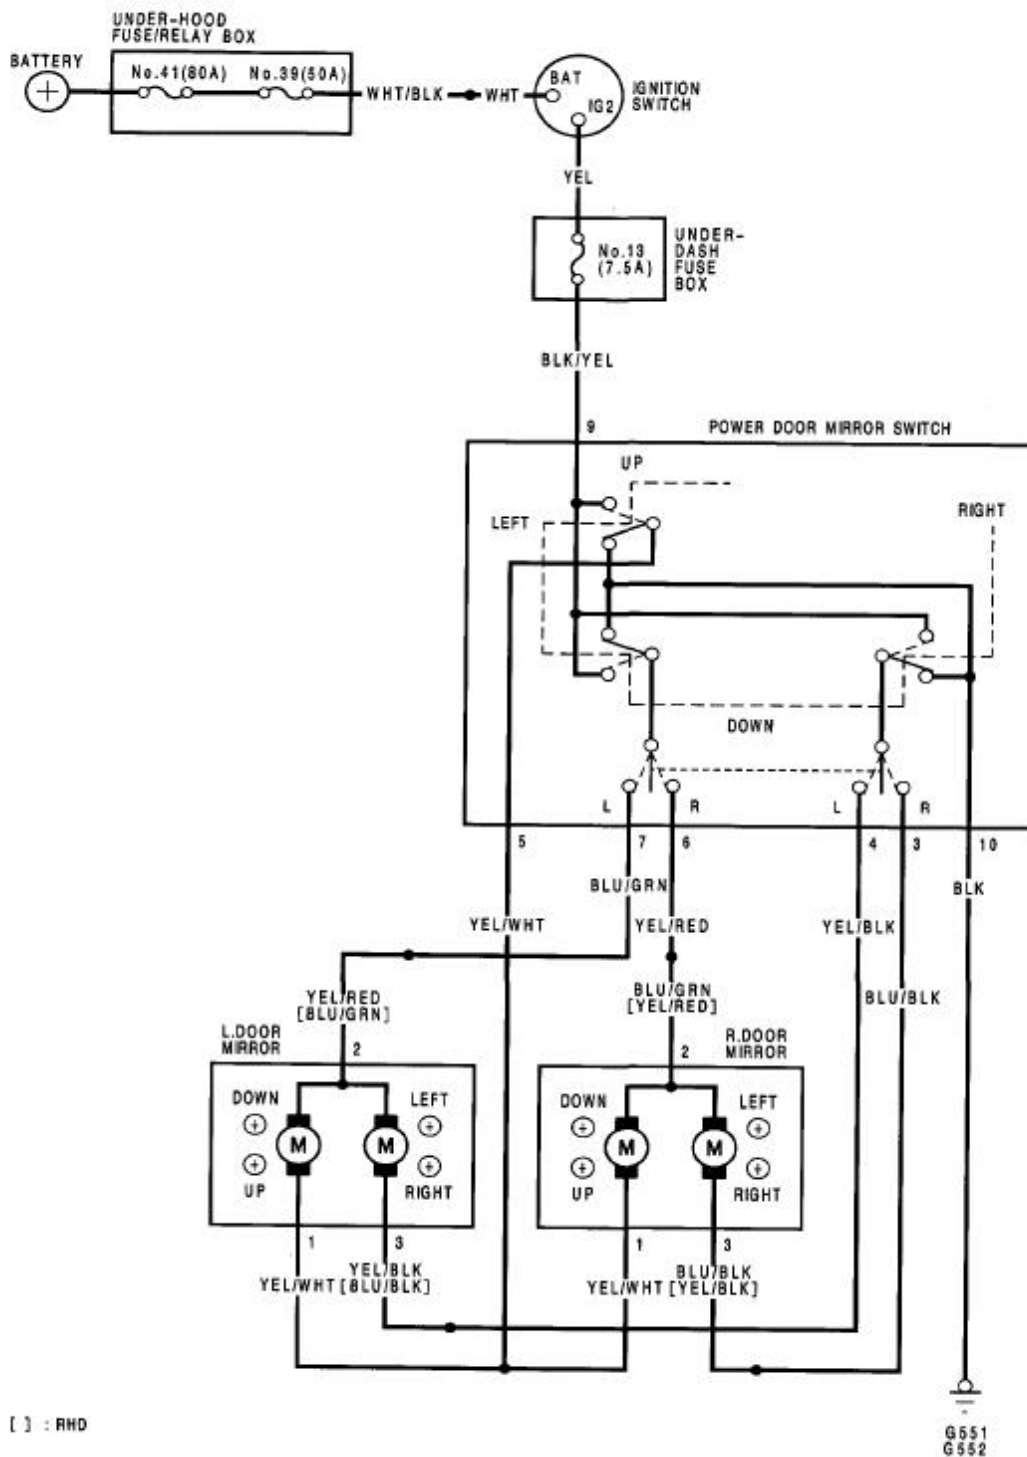 UNDER-HOOD
FUSE/RELAY BOX
BATTERY
No.41(80A)
No.39(50A)
WHT/BLK
WHT
BAT
IG2
IGNITION
SWITCH
YEL
No.13
(7.5A)
UNDER-
DASH
FUSE
BOX
BLK/YEL
9
POWER DOOR MIRROR SWITCH
UP
LEFT
RIGHT
DOWN
L
R
L
R
5
7
6
4
3
10
BLU/GRN
BLK
YEL/WHT
YEL/RED
YEL/BLK
YEL/RED
[BLU/GRN]
BLU/GRN
[YEL/RED]
BLU/BLK
L.DOOR
MIRROR
2
R.DOOR
MIRROR
2
DOWN
LEFT
M
M
UP
RIGHT
DOWN
LEFT
M
M
UP
RIGHT
1
3
1
3
YEL/WHT
YEL/BLK
[BLU/BLK]
YEL/WHT
BLU/BLK
[YEL/BLK]
[ ] : RHD
G551
G552